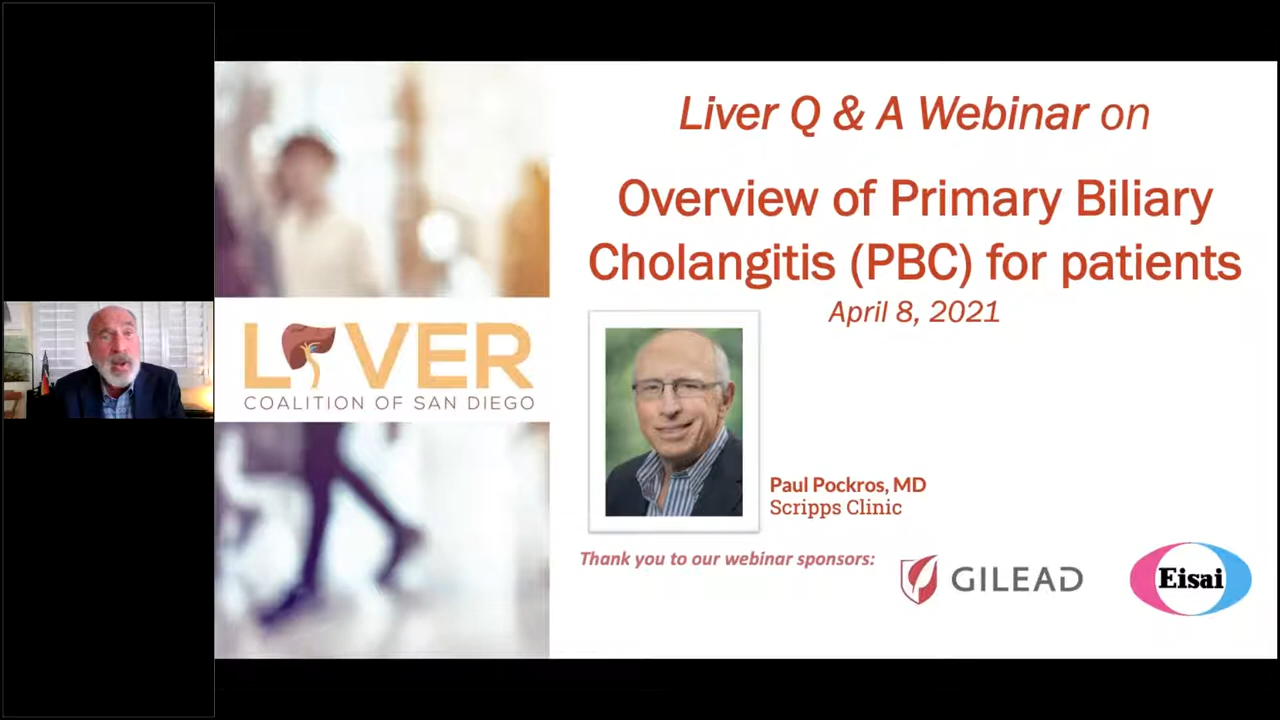 Liver Q & A Webinar on
Overview of Primary Biliary
Cholangitis (PBC) for patients
April 8, 2021
LIVER
COALITION OF SAN DIEGO
Paul Pockros, MD
Scripps Clinic
Thank you to our webinar sponsors:
GILEAD
Eisai